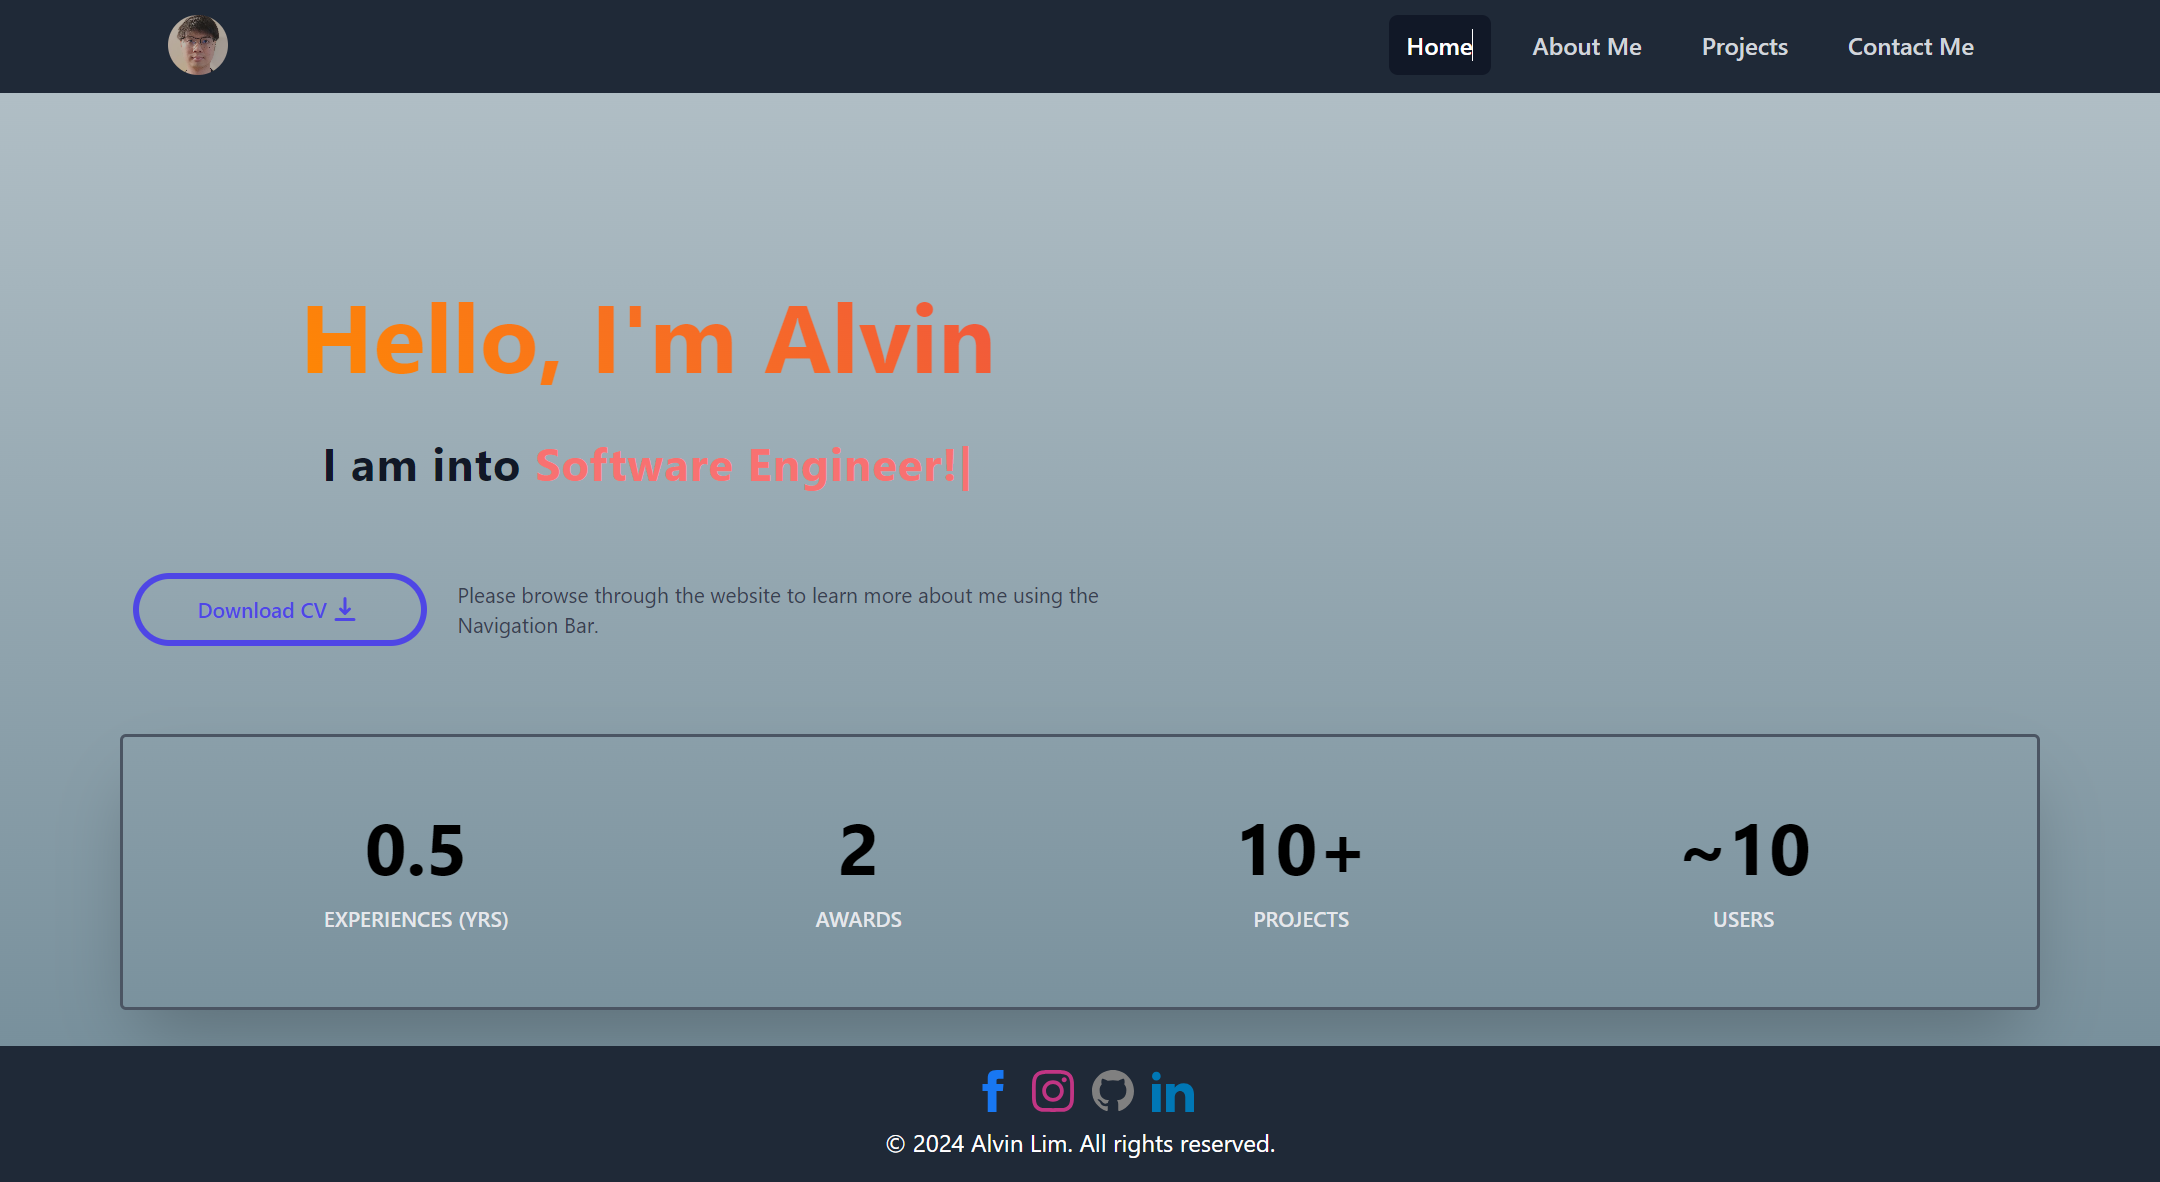 Home About Me Projects Contact Me
Hello, I'm Alvin
I am into Software Engineer!|
Download CV
Please browse through the website to learn more about me using the
Navigation Bar.
0.5 2 10+ ~10
EXPERIENCES (YRS) AWARDS PROJECTS USERS
© 2024 Alvin Lim. All rights reserved.